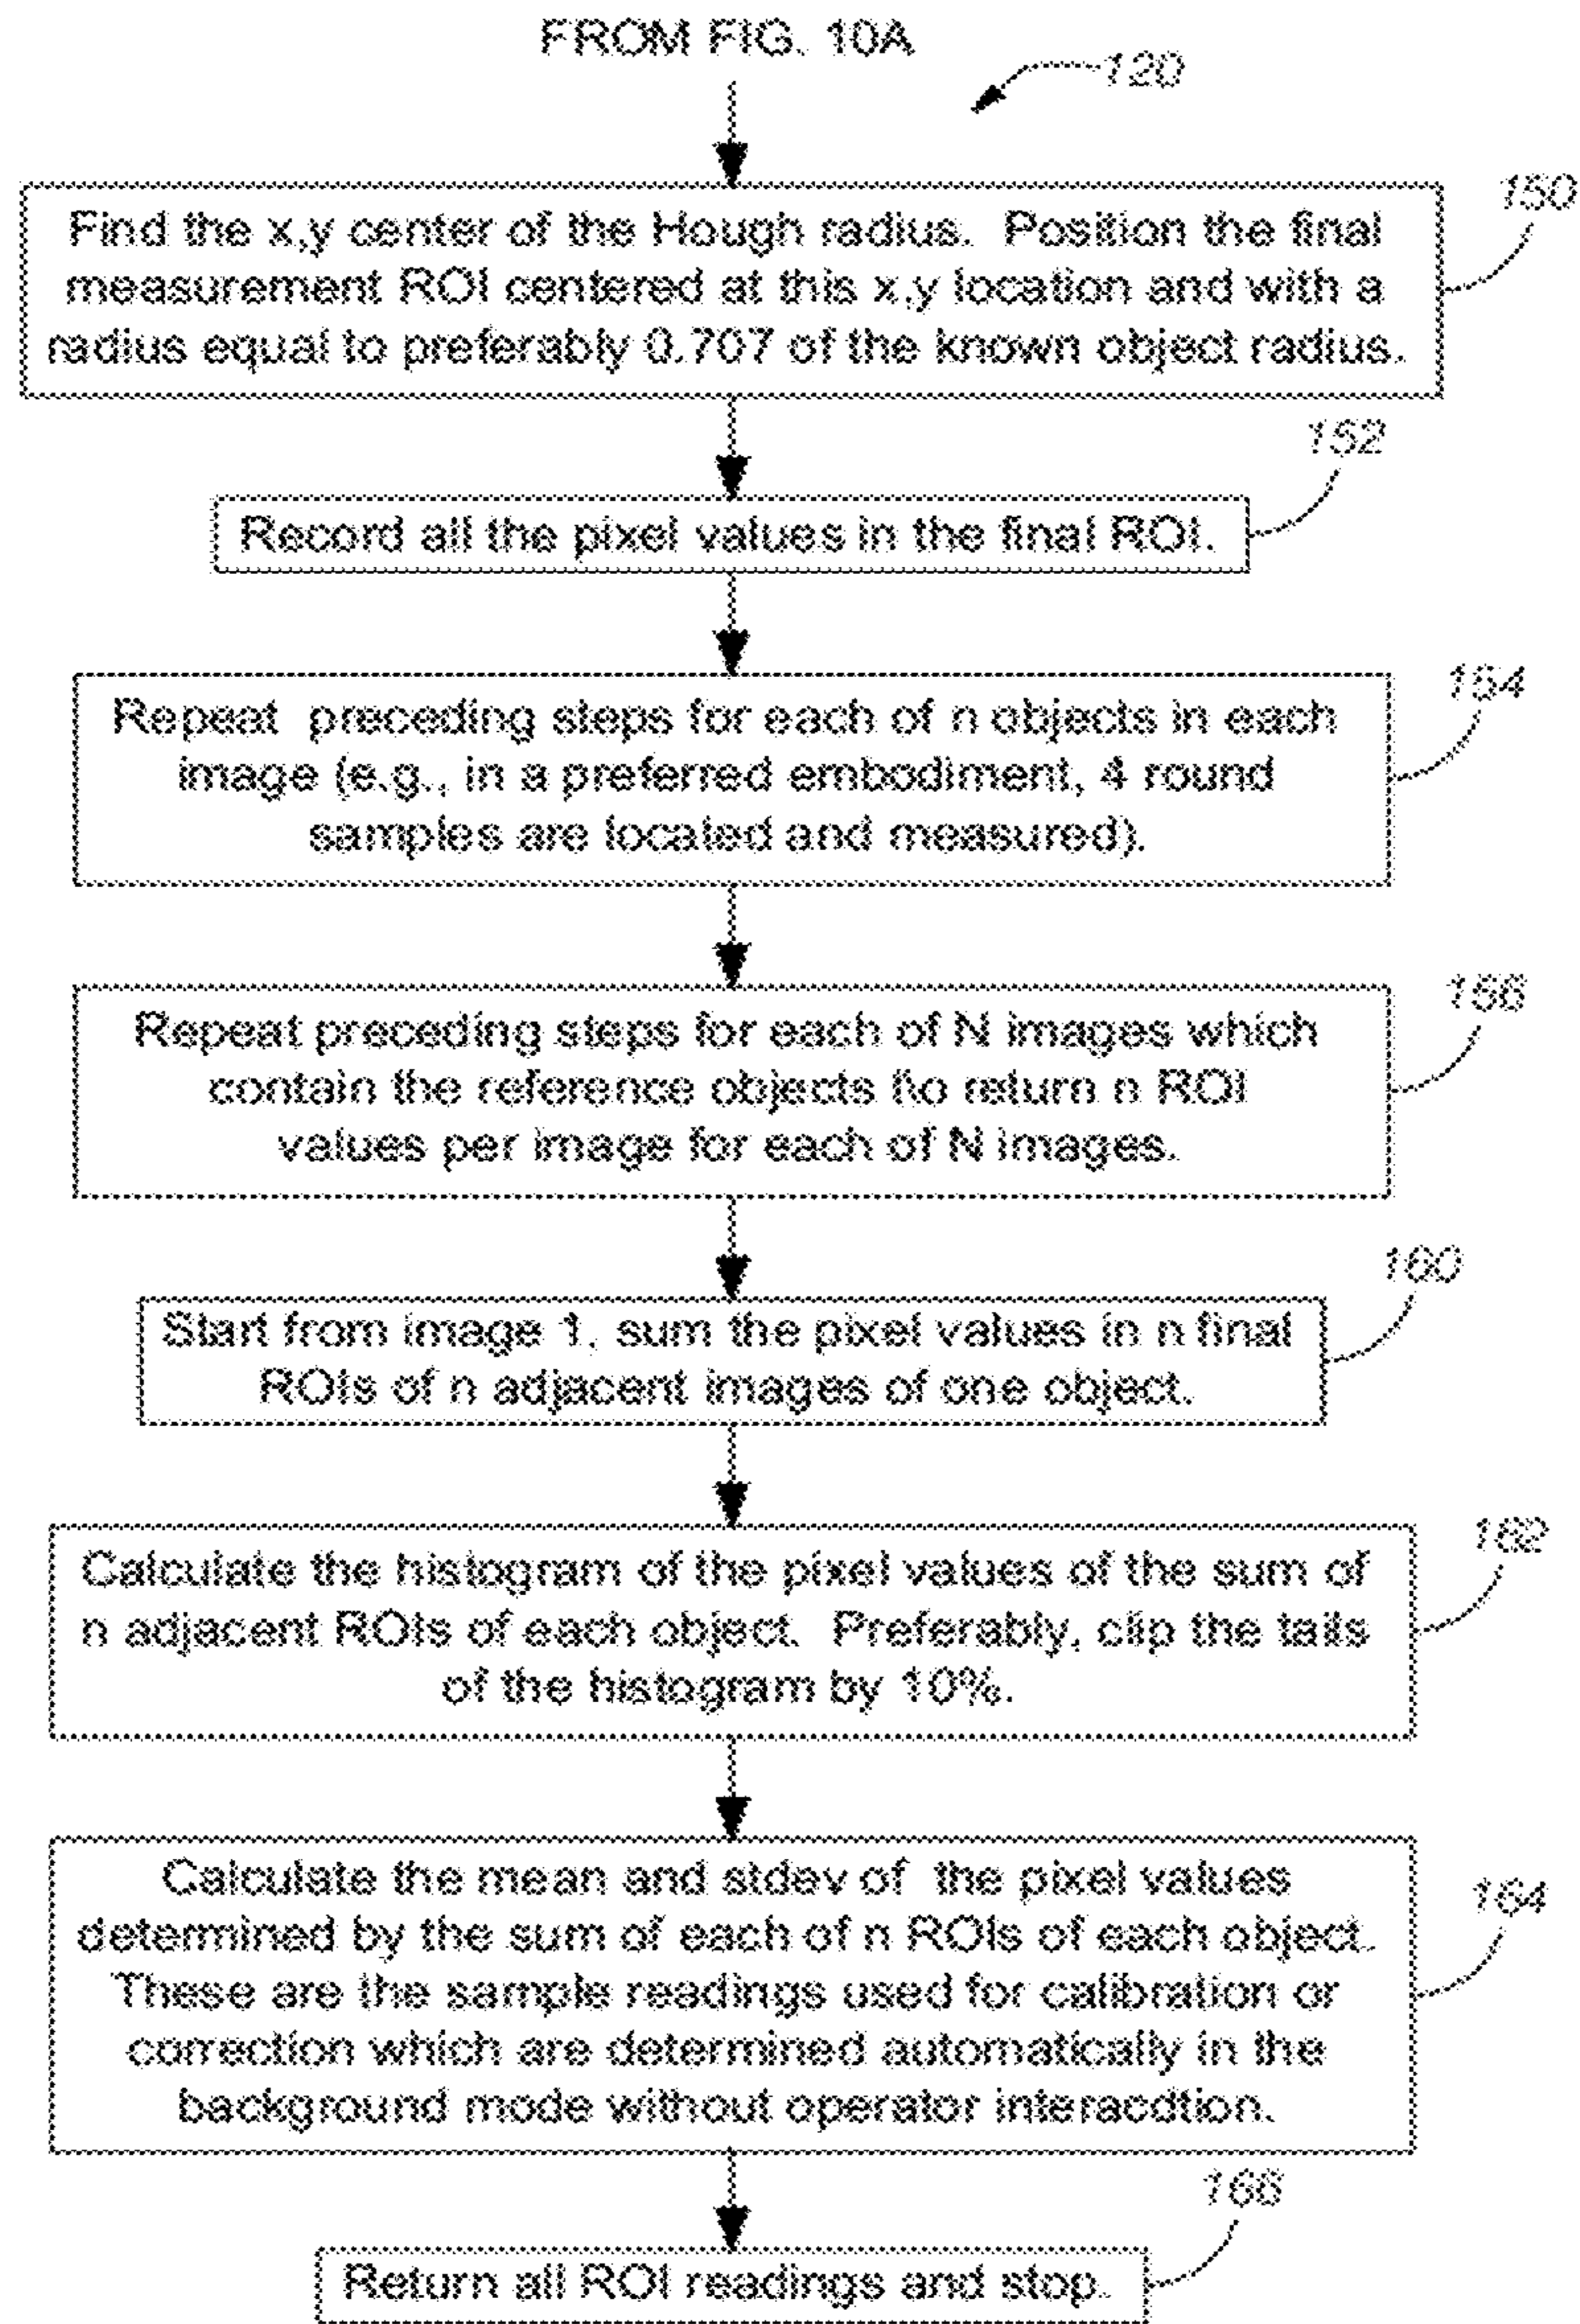 FROM FIG. 10A
120
150
Find the x,y center of the Hough radius. Position the final
measurement ROI centered at this x,y location and with a
radius equal to preferably 0.707 of the known object radius.
152
Record all the pixel values in the final ROI.
154
Repeat preceding steps for each of n objects in each
image (e.g., in a preferred embodiment, 4 round
samples are located and measured).
156
Repeat preceding steps for each of N images which
contain the reference objects (to return n ROI
values per image for each of N images.
160
Start from image 1, sum the pixel values in n final
ROIs of n adjacent images of one object.
162
Calculate the histogram of the pixel values of the sum of
n adjacent ROIs of each object. Preferably, clip the tails
of the histogram by 10%.
164
Calculate the mean and stdev of the pixel values
determined by the sum of each of n ROIs of each object.
These are the sample readings used for calibration or
correction which are determined automatically in the
background mode without operator interacdtion.
166
Return all ROI readings and stop.